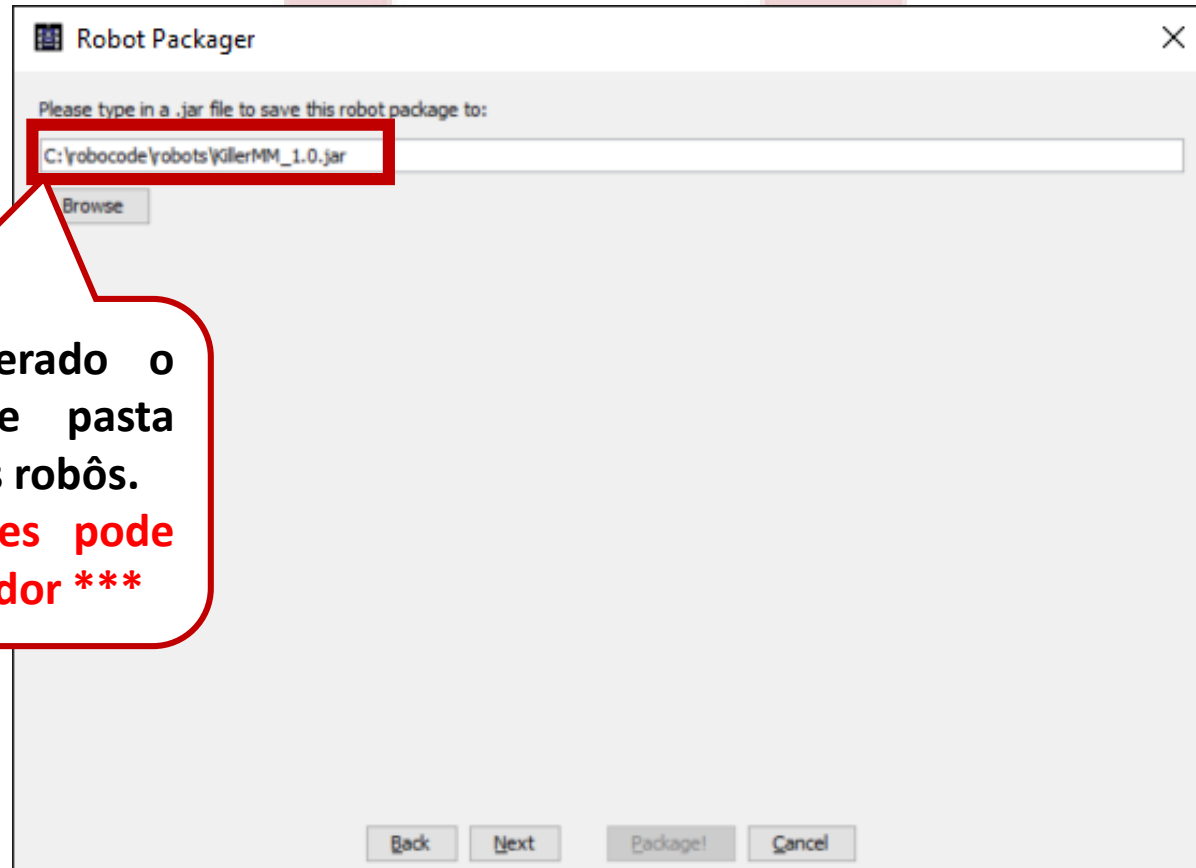 Robot Packager
Please type in a .jar file to save this robot package to:
C:\robocode\robots\KillerMM_1.0.jar
Browse
erado o
e pasta
s robôs.
es pode
dor ***
Back Next Package! Cancel